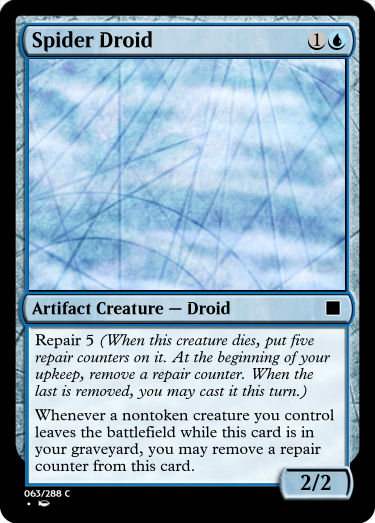 Spider Droid 1
Artifact Creature — Droid
Repair 5 (When this creature dies, put five
repair counters on it. At the beginning of your
upkeep, remove a repair counter. When the
last is removed, you may cast it this turn.)
Whenever a nontoken creature you control
leaves the battlefield while this card is in
your graveyard, you may remove a repair
counter from this card.
2/2
063/288 C